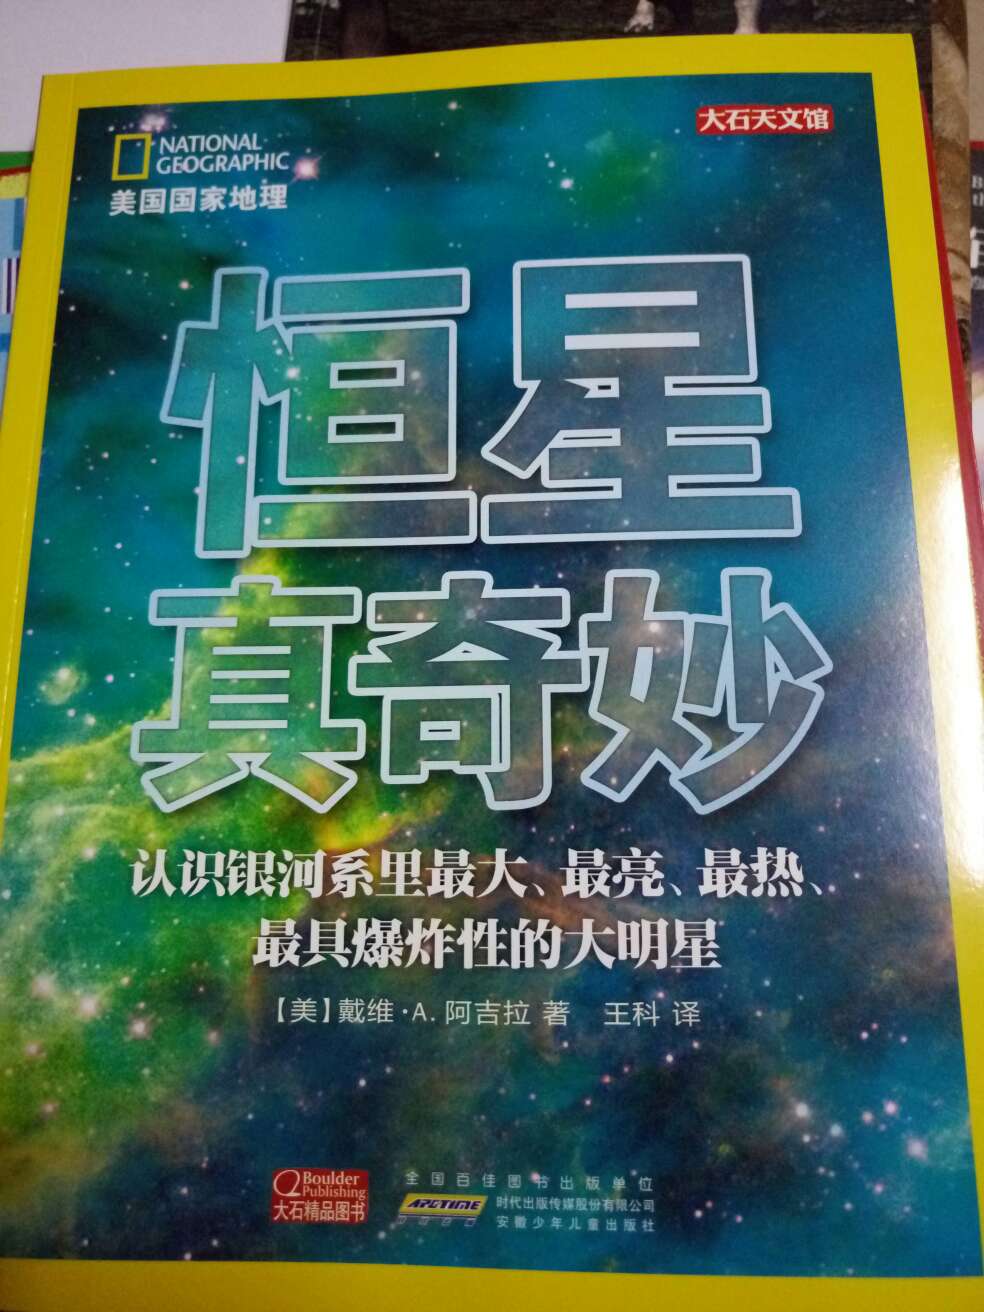 NATIONAL
GEOGRAPHIC
美国国家地理
大石天文馆
恒星
真奇妙
认识银河系里最大、最亮、最热、
最具爆炸性的大明星
【美】戴维·A. 阿吉拉 著 王科 译
Boulder
Publishing
大石精品图书
全国百佳图书出版单位
ARCTIME
时代出版传媒股份有限公司
安徽少年儿童出版社